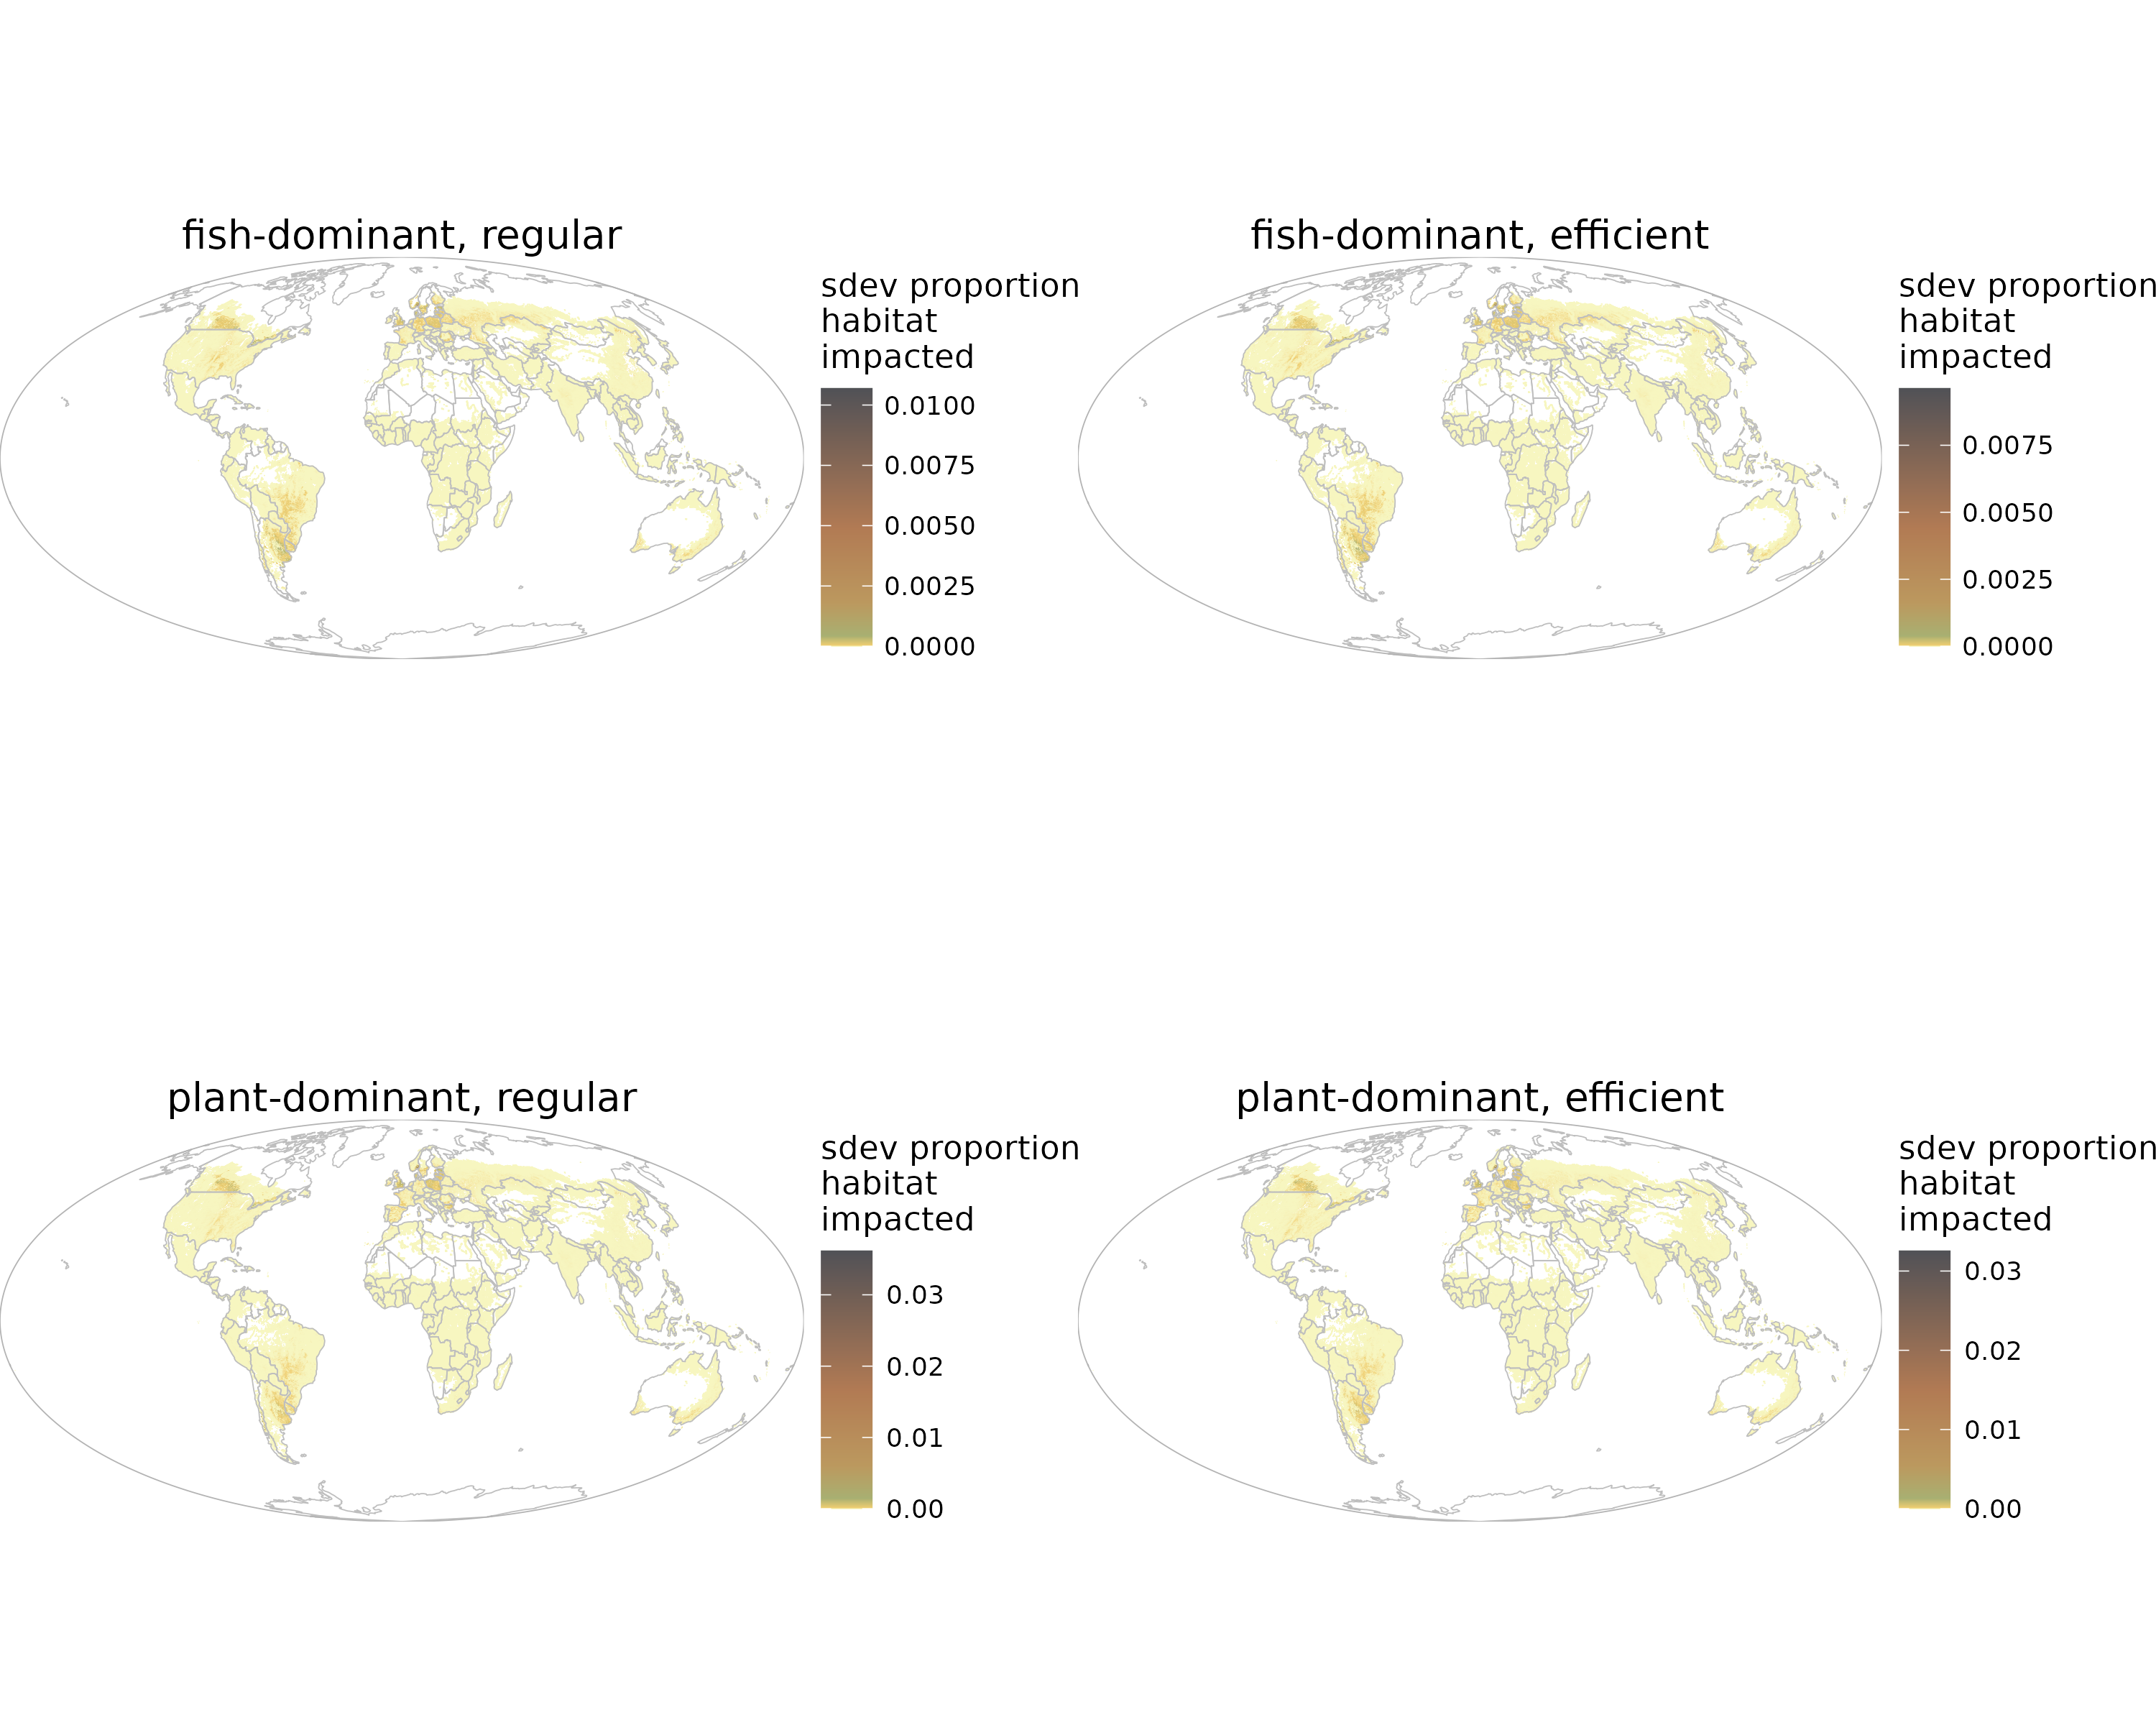 fish-dominant, regular
sdev proportion
habitat
impacted
0.0100
0.0075
0.0050
0.0025
0.0000
fish-dominant, efficient
sdev proportion
habitat
impacted
0.0075
0.0050
0.0025
0.0000
plant-dominant, regular
sdev proportion
habitat
impacted
0.03
0.02
0.01
0.00
plant-dominant, efficient
sdev proportion
habitat
impacted
0.03
0.02
0.01
0.00